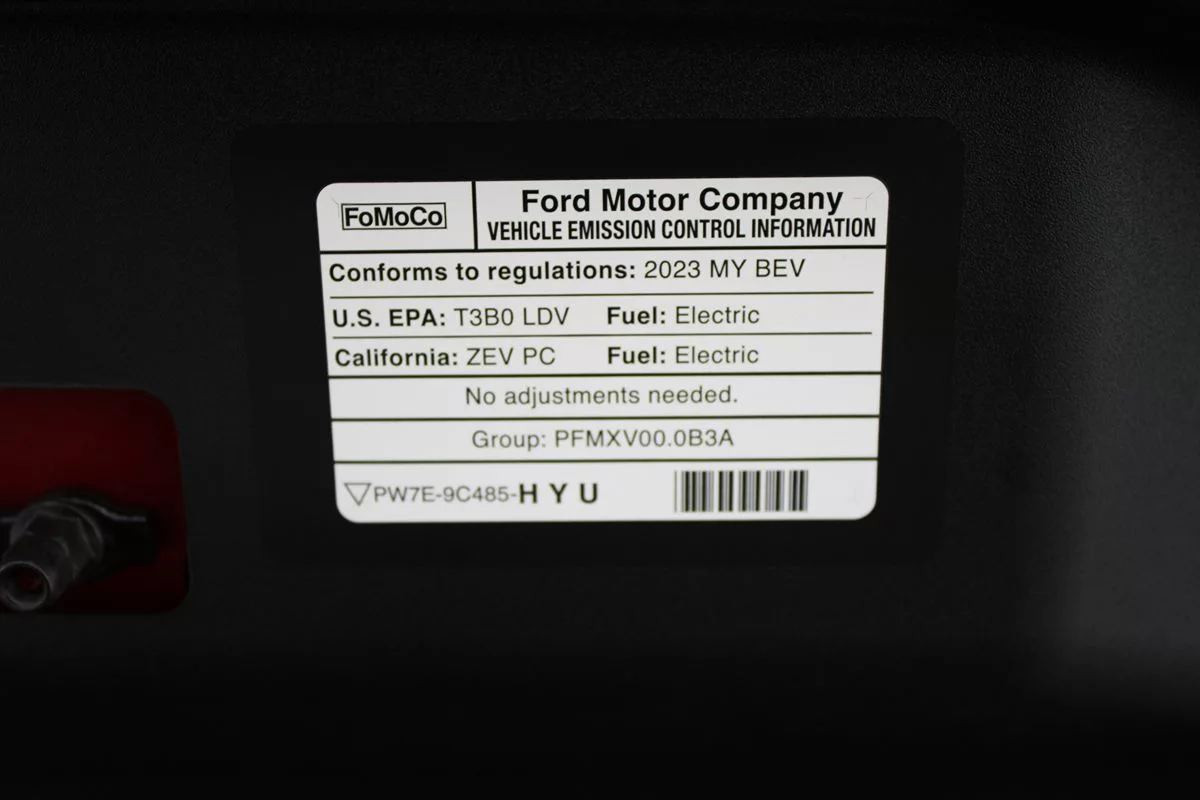 FoMoCo
Ford Motor Company
VEHICLE EMISSION CONTROL INFORMATION
Conforms to regulations: 2023 MY BEV
U.S. EPA: T3B0 LDV Fuel: Electric
California: ZEV PC Fuel: Electric
No adjustments needed.
Group: PFMXV00.0B3A
PW7E-9C485-H Y U